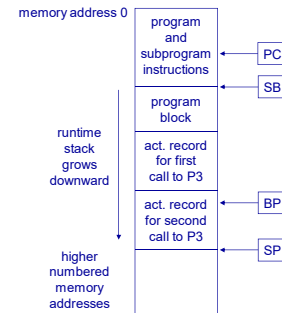 memory address 0
program
and
subprogram
instructions
PC
SB
program
block
runtime
stack
grows
downward
act. record
for first
call to P3
act. record
for second
call to P3
BP
SP
higher
numbered
memory
addresses